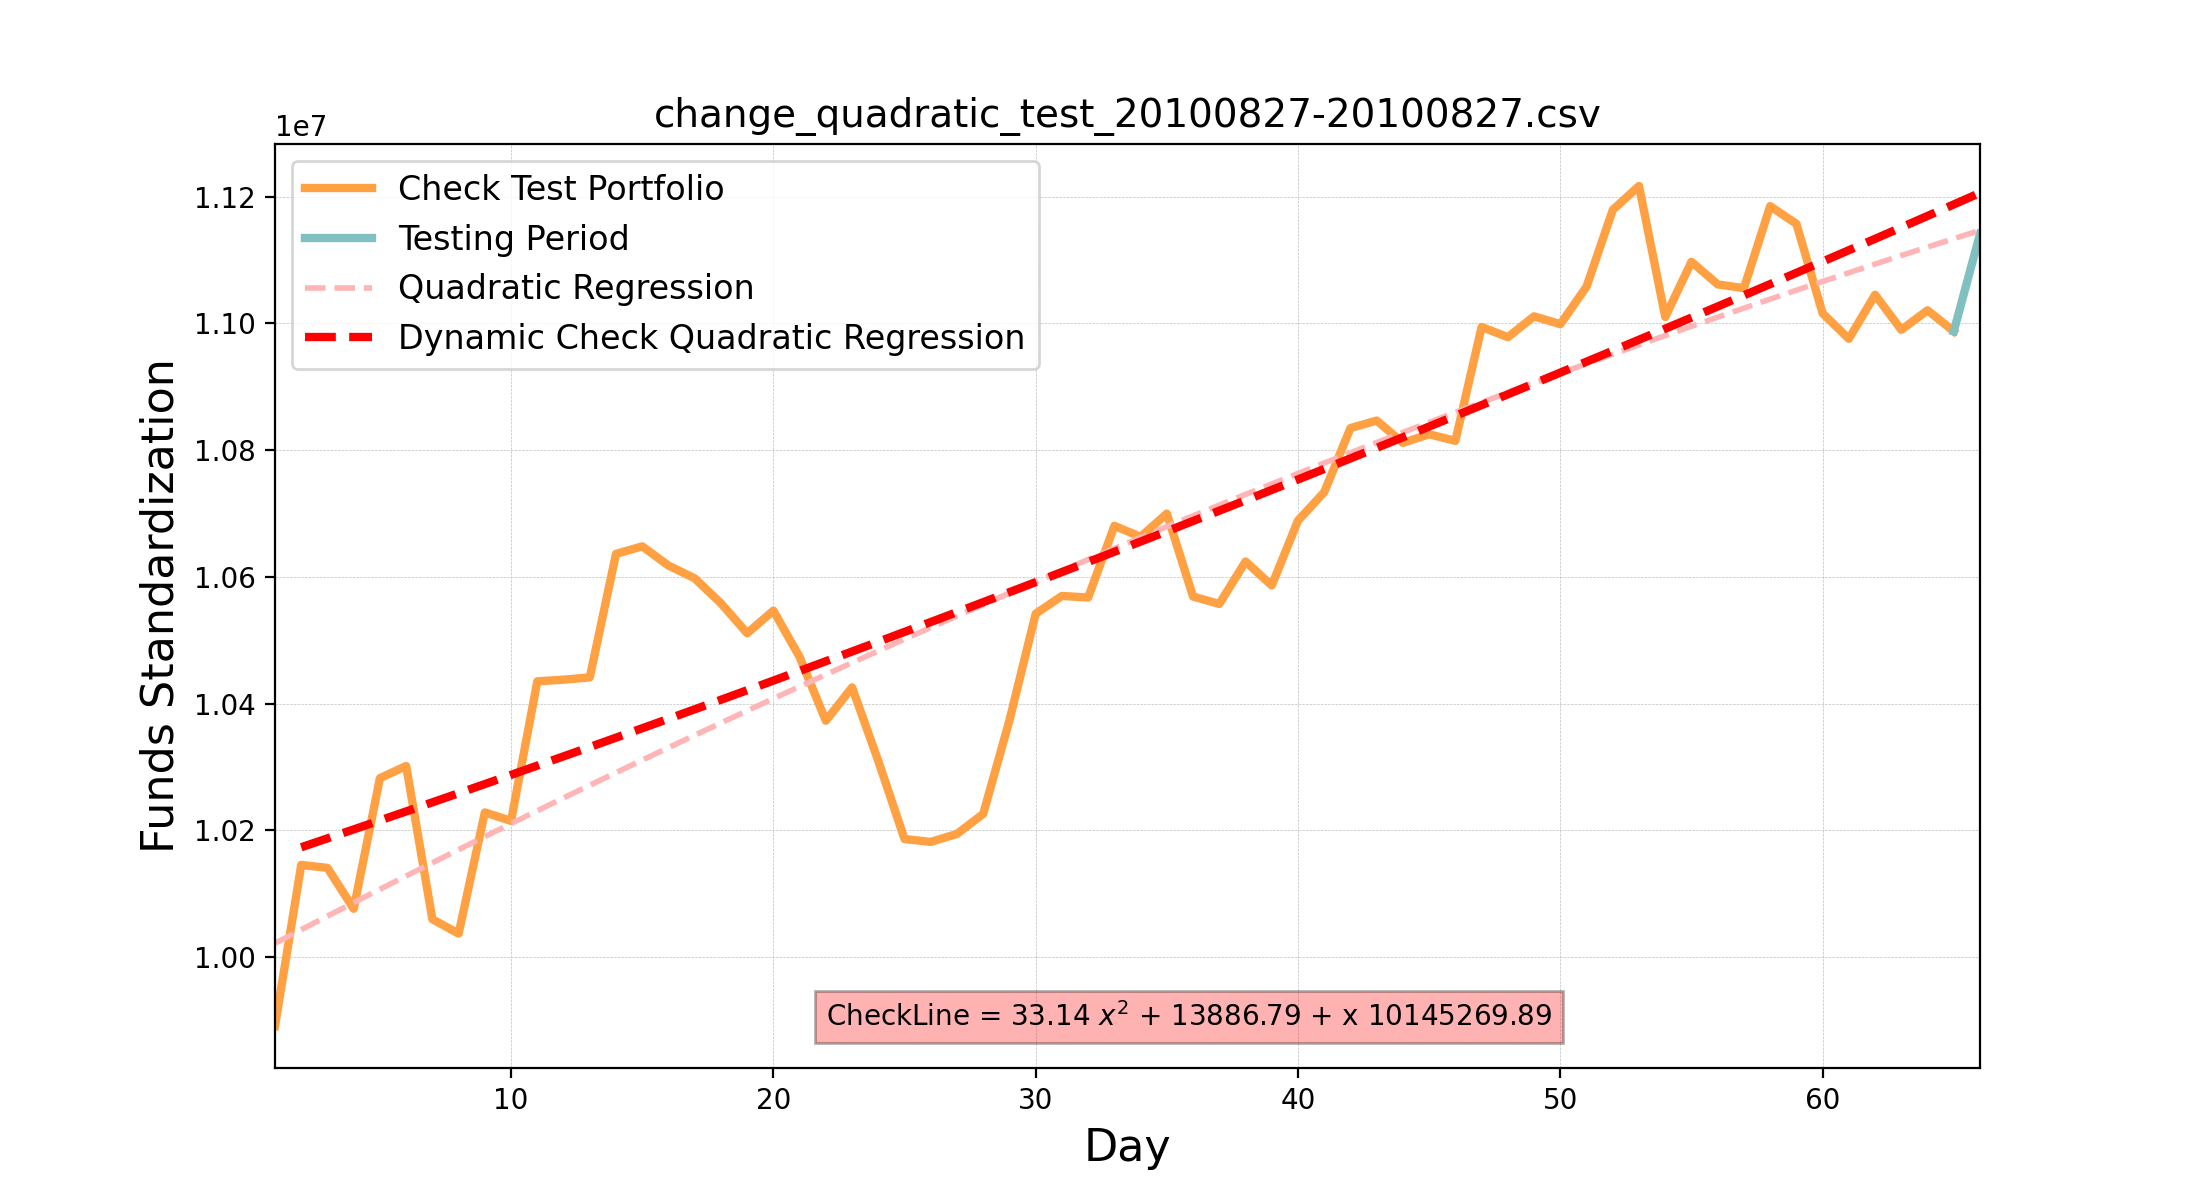 change_quadratic_test_20100827-20100827.csv
1e7
Check Test Portfolio
Testing Period
Quadratic Regression
Dynamic Check Quadratic Regression
1.12
1.10
1.08
1.06
1.04
1.02
1.00
Funds Standardization
CheckLine = 33.14 x² + 13886.79 + x 10145269.89
10 20 30 40 50 60
Day